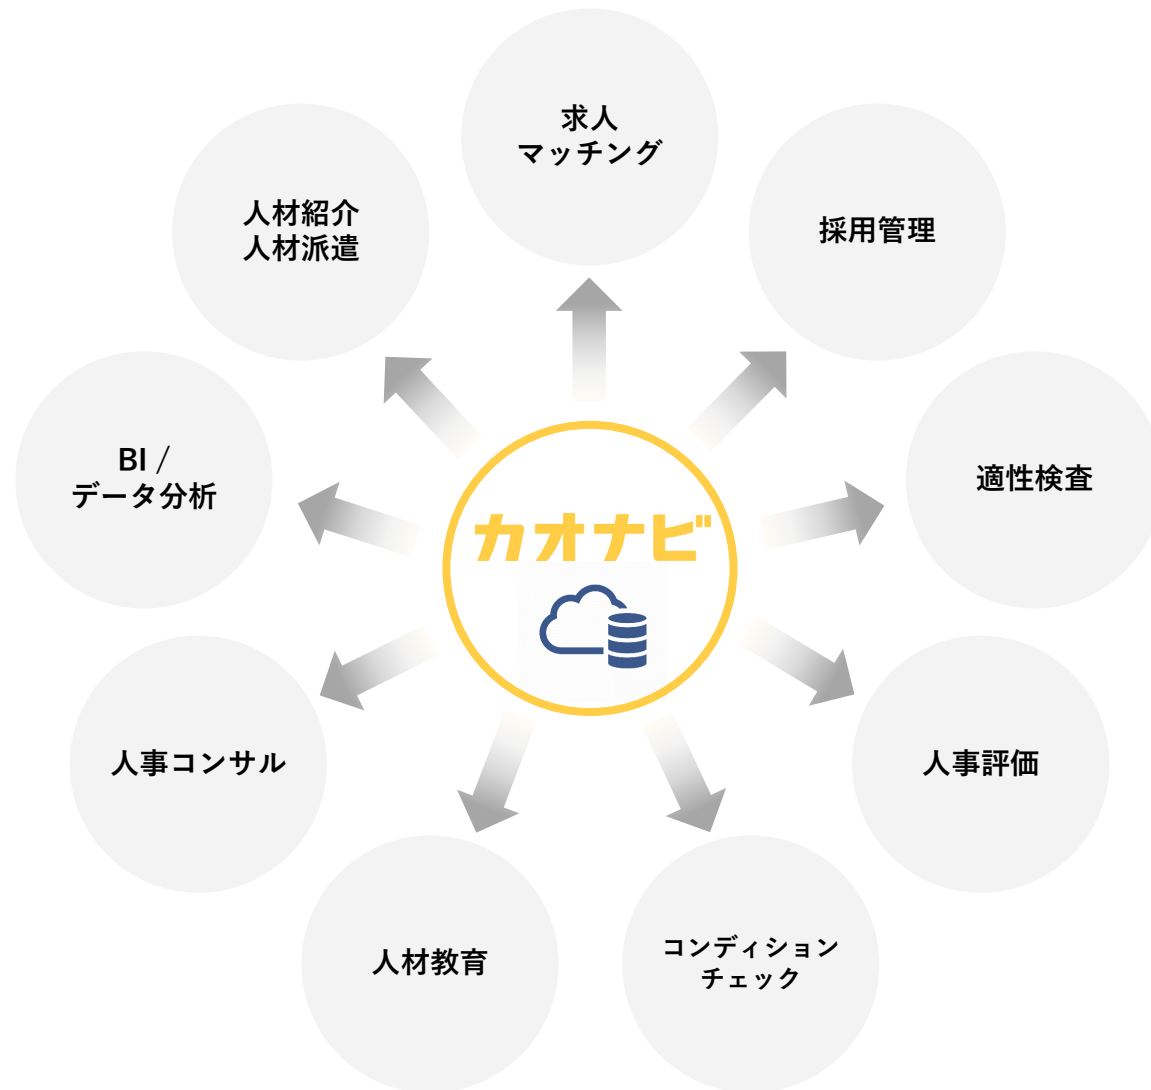 求人
マッチング
採用管理
適性検査
人事評価
コンディション
チェック
人材教育
人事コンサル
BI /
データ分析
人材紹介
人材派遣
カオナビ